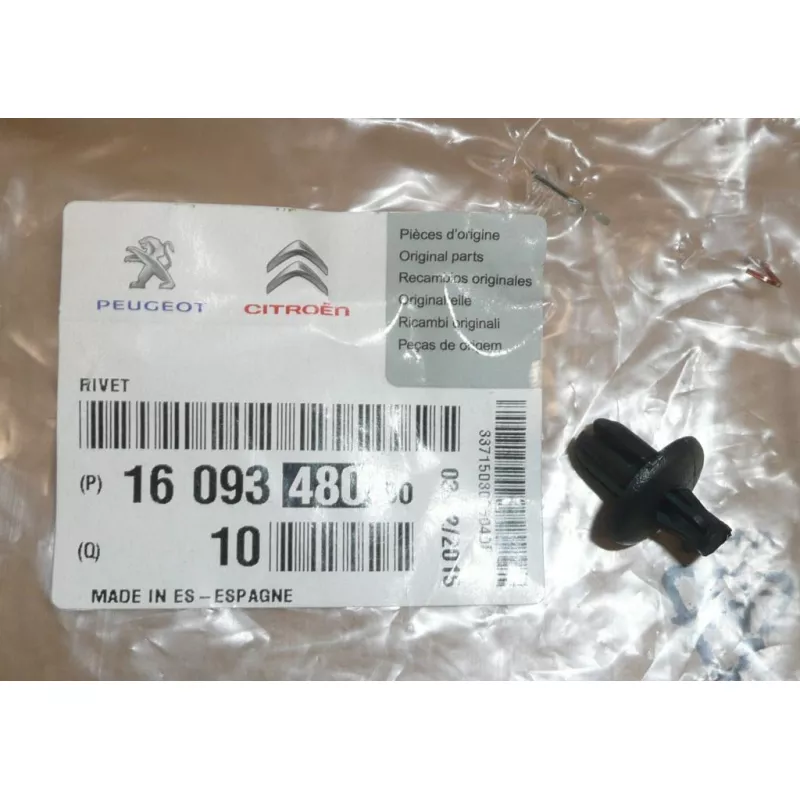 PEUGEOT
CITROËN
Pièces d'origine
Original parts
Recambios originales
Ricambi originali
Peças de origem
RIVET
(P) 16 093 480
(Q) 10
MADE IN ES - ESPAGNE